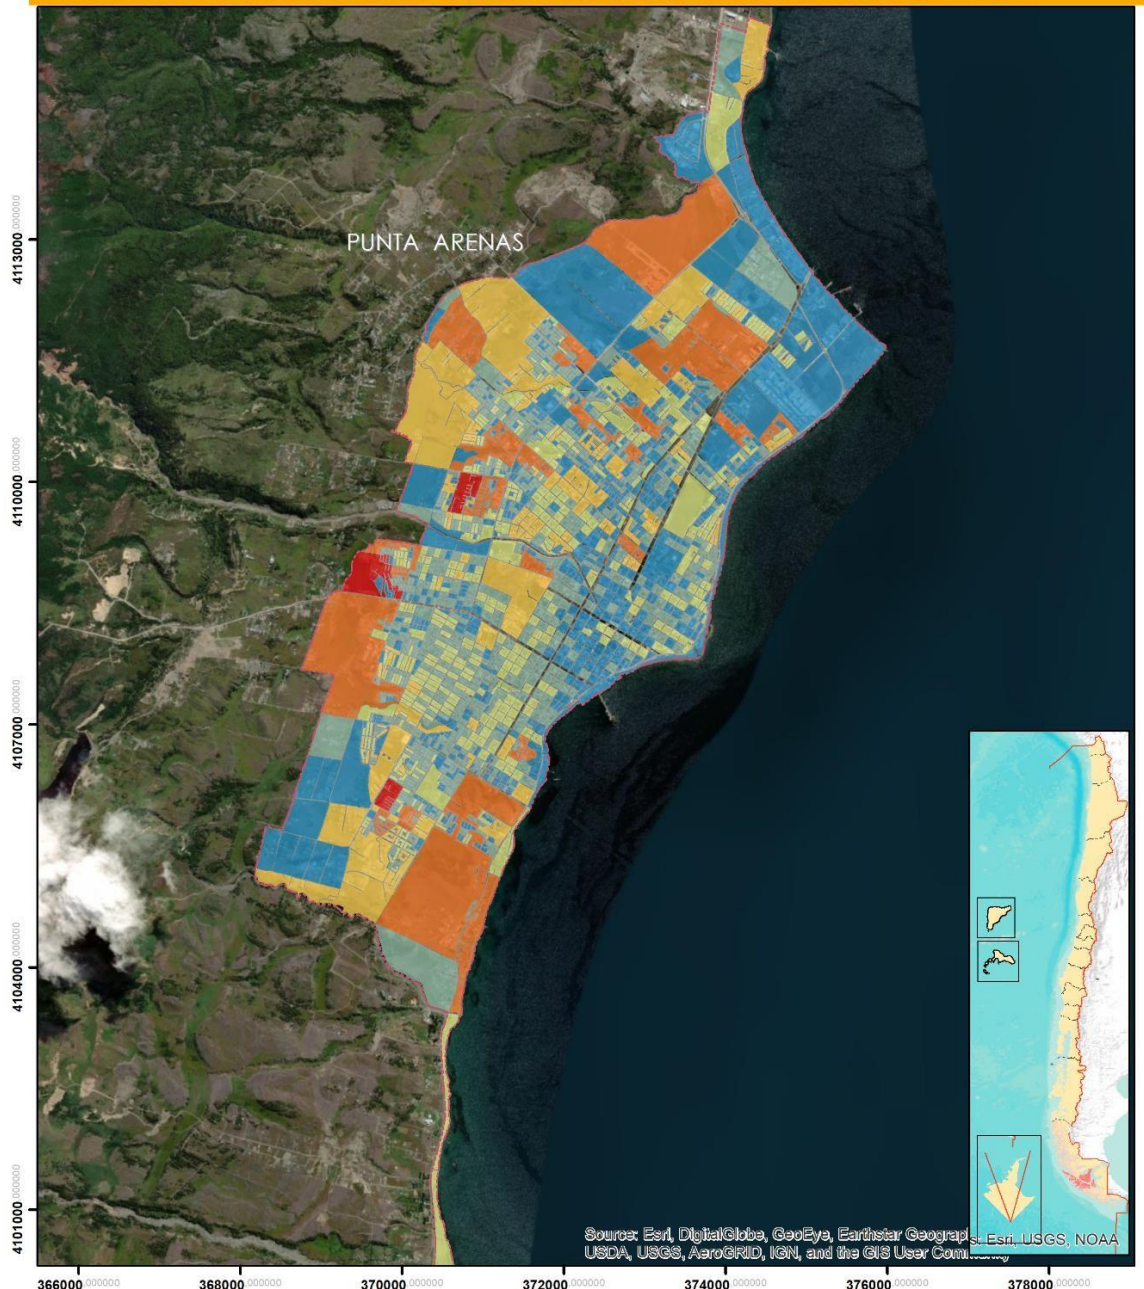 PUNTA ARENAS
4113000.000000
4110000.000000
4107000.000000
4104000.000000
4101000.000000
Source: Esri, DigitalGlobe, GeoEye, Earthstar Geographi
s: Esri, USGS, NOAA
USDA, USGS, AeroGRID, IGN, and the GIS User Community
366000.000000 368000.000000 370000.000000 372000.000000 374000.000000 376000.000000 378000.000000